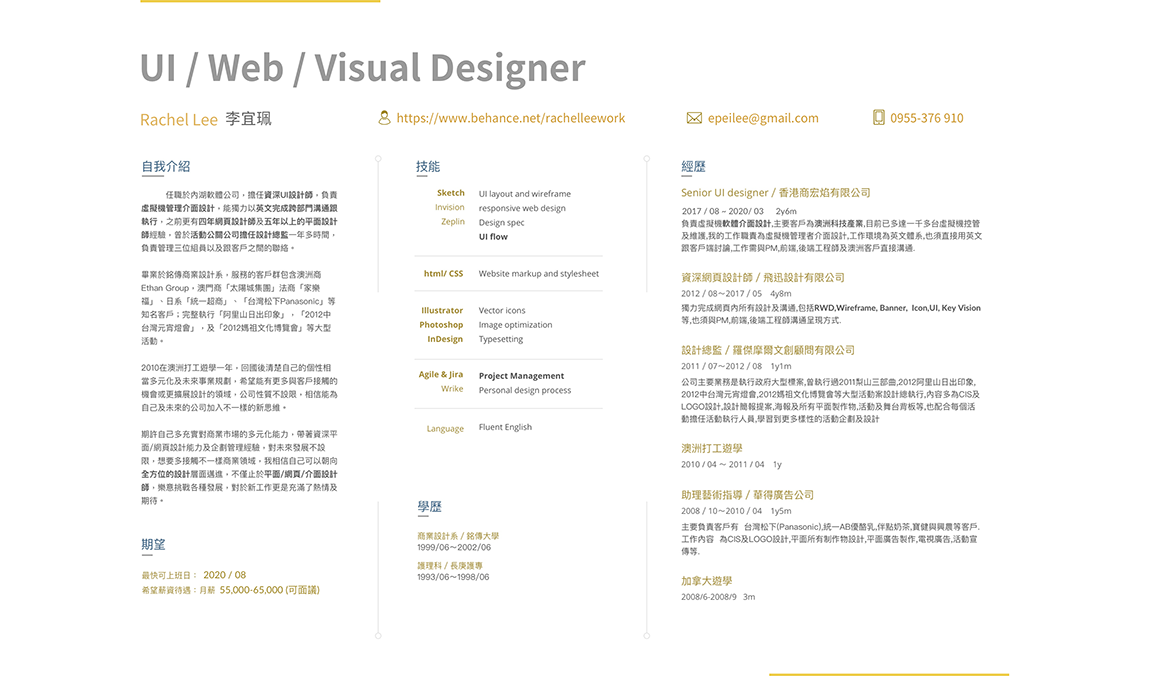 UI / Web / Visual Designer
Rachel Lee 李宜珮
https://www.behance.net/rachelleework
epeilee@gmail.com
0955-376 910
自我介紹
任職於內湖軟體公司，擔任資深UI設計師，負責
虛擬機管理介面設計，能獨力以英文完成跨部門溝通跟
執行，之前更有四年網頁設計師及五年以上的平面設計
師經驗，曾於活動公關公司擔任設計總監一年多時間，
負責管理三位組員以及跟客戶之間的聯絡。
畢業於銘傳商業設計系，服務的客戶群包含澳洲商
Ethan Group，澳門商「太陽城集團」法商「家樂
福」、日系「統一超商」、「台灣松下Panasonic」等
知名客戶；完整執行「阿里山日出印象」，「2012中
台灣元宵燈會」，及「2012媽祖文化博覽會」等大型
活動。
2010在澳洲打工遊學一年，回國後清楚自己的個性相
當多元化及未來事業規劃，希望能有更多與客戶接觸的
機會或更擴展設計的領域，公司性質不設限，相信能為
自己及未來的公司加入不一樣的新思維。
期許自己多充實對商業市場的多元化能力，帶著資深平
面/網頁設計能力及企劃管理經驗，對未來發展不設
限，想要多接觸不一樣商業領域，我相信自己可以朝向
全方位的設計層面邁進，不僅止於平面/網頁/介面設計
師，樂意挑戰各種發展，對於新工作更是充滿了熱情及
期待。
期望
最快可上班日： 2020 / 08
希望薪資待遇：月薪 55,000-65,000 (可面議)
技能
Sketch UI layout and wireframe
Invision responsive web design
Zeplin Design spec
UI flow
html/ CSS Website markup and stylesheet
Illustrator Vector icons
Photoshop Image optimization
InDesign Typesetting
Agile & Jira Project Management
Wrike Personal design process
Language Fluent English
學歷
商業設計系 / 銘傳大學
1999/06～2002/06
護理科 / 長庚護專
1993/06～1998/06
經歷
Senior UI designer / 香港商宏焰有限公司
2017 / 08 – 2020/ 03 2y6m
負責虛擬機軟體介面設計,主要客戶為澳洲科技產業,目前已多達一千多台虛擬機控管
及維護,我的工作職責為虛擬機管理者介面設計,工作環境為英文體系,也須直接用英文
跟客戶端討論,工作需與PM,前端,後端工程師及澳洲客戶直接溝通.
資深網頁設計師 / 飛迅設計有限公司
2012 / 08～2017 / 05 4y8m
獨力完成網頁內所有設計及溝通,包括RWD,Wireframe, Banner, Icon,UI, Key Vision
等,也須與PM,前端,後端工程師溝通呈現方式.
設計總監 / 羅傑摩爾文創顧問有限公司
2011 / 07～2012 / 08 1y1m
公司主要業務是執行政府大型標案,曾執行過2011梨山三部曲,2012阿里山日出印象,
2012中台灣元宵燈會,2012媽祖文化博覽會等大型活動案設計總執行,內容多為CIS及
LOGO設計,設計簡報提案,海報及所有平面製作物,活動及舞台背板等,也配合每個活
動擔任活動執行人員,學習到更多樣性的活動企劃及設計
澳洲打工遊學
2010 / 04 ～ 2011 / 04 1y
助理藝術指導 / 華得廣告公司
2008 / 10～2010 / 04 1y5m
主要負責客戶有 台灣松下(Panasonic),統一AB優酪乳,伴點奶茶,寶健與興農等客戶.
工作內容 為CIS及LOGO設計,平面所有制作物設計,平面廣告製作,電視廣告,活動宣
傳等.
加拿大遊學
2008/6-2008/9 3m